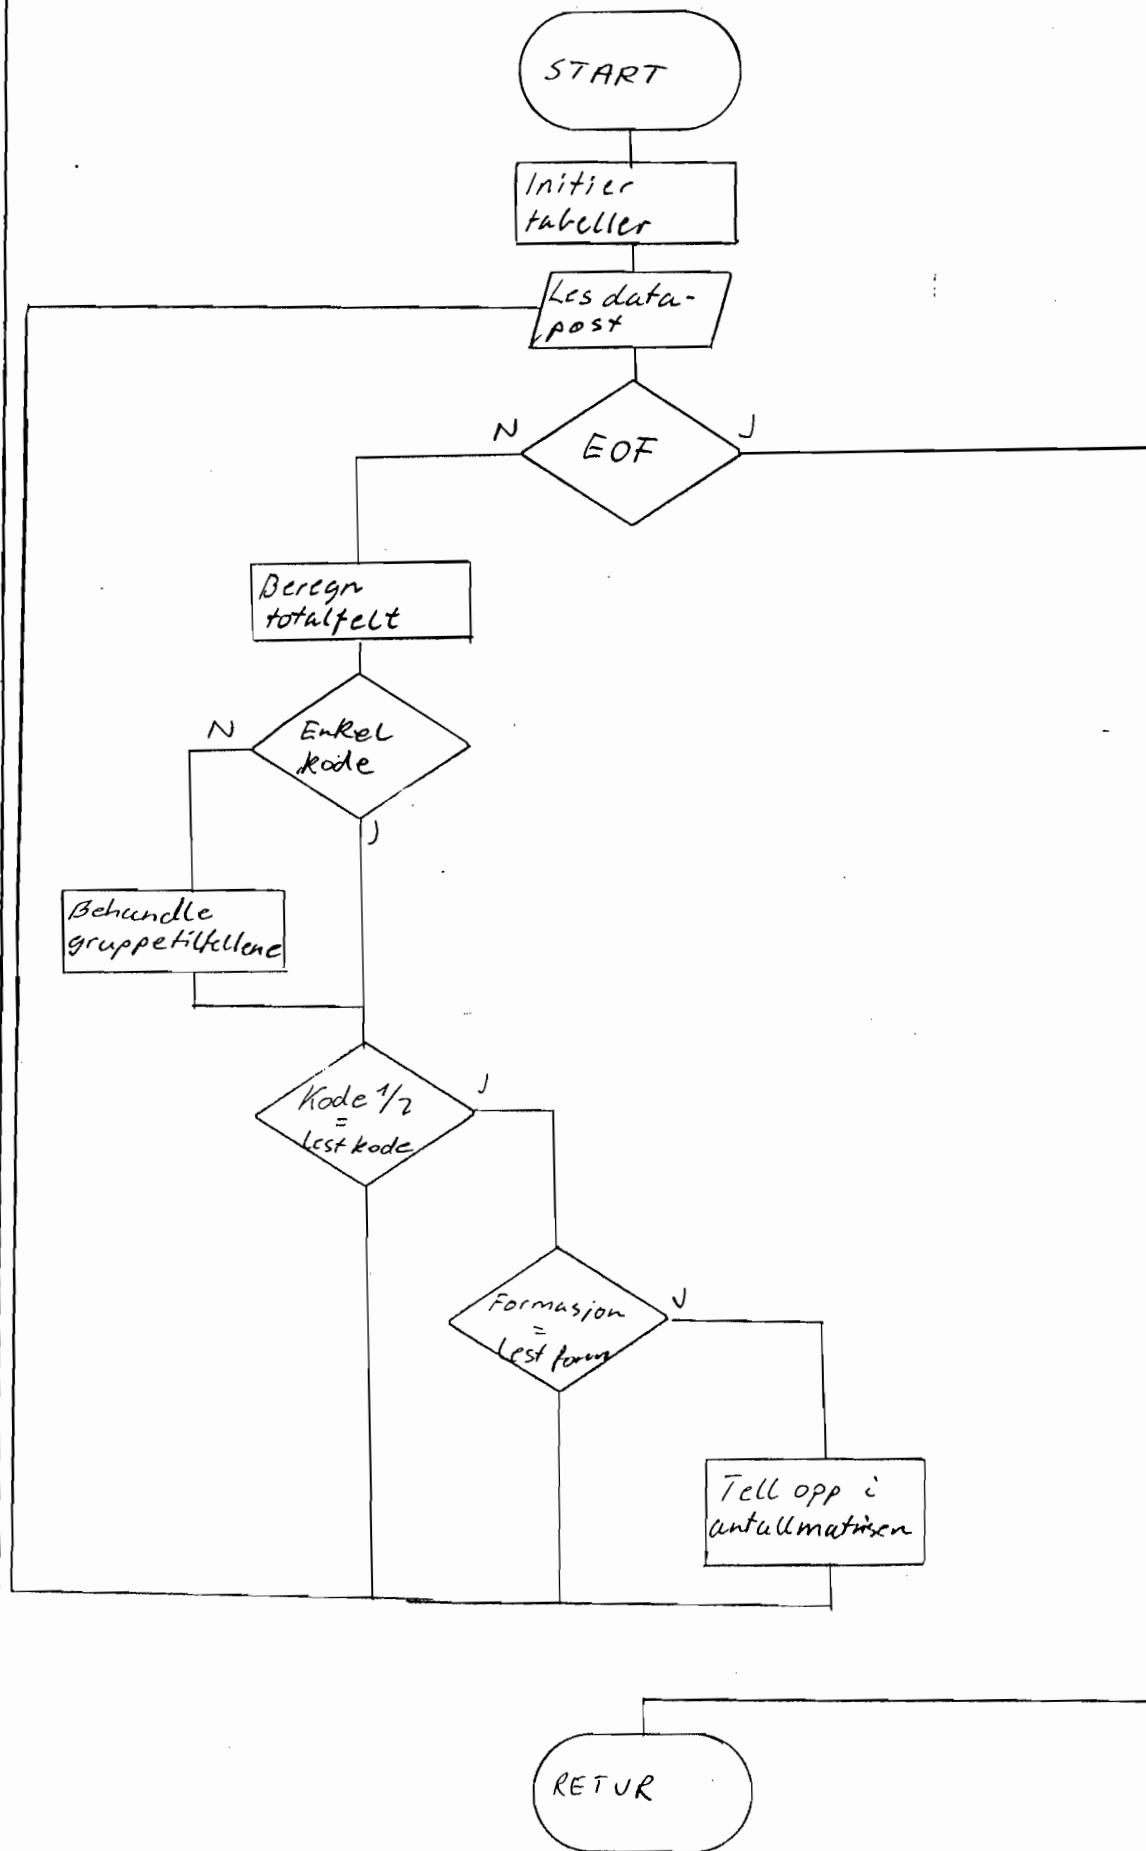 START
Initier
tabeller
Les data-
post
N
EOF
J
Beregn
totalfelt
N
Enkel
kode
J
Behandle
gruppetilfellene
Kode 1/2
=
lest kode
J
Formasjon
=
lest form
J
Tell opp i
antallmatrisen
RETUR